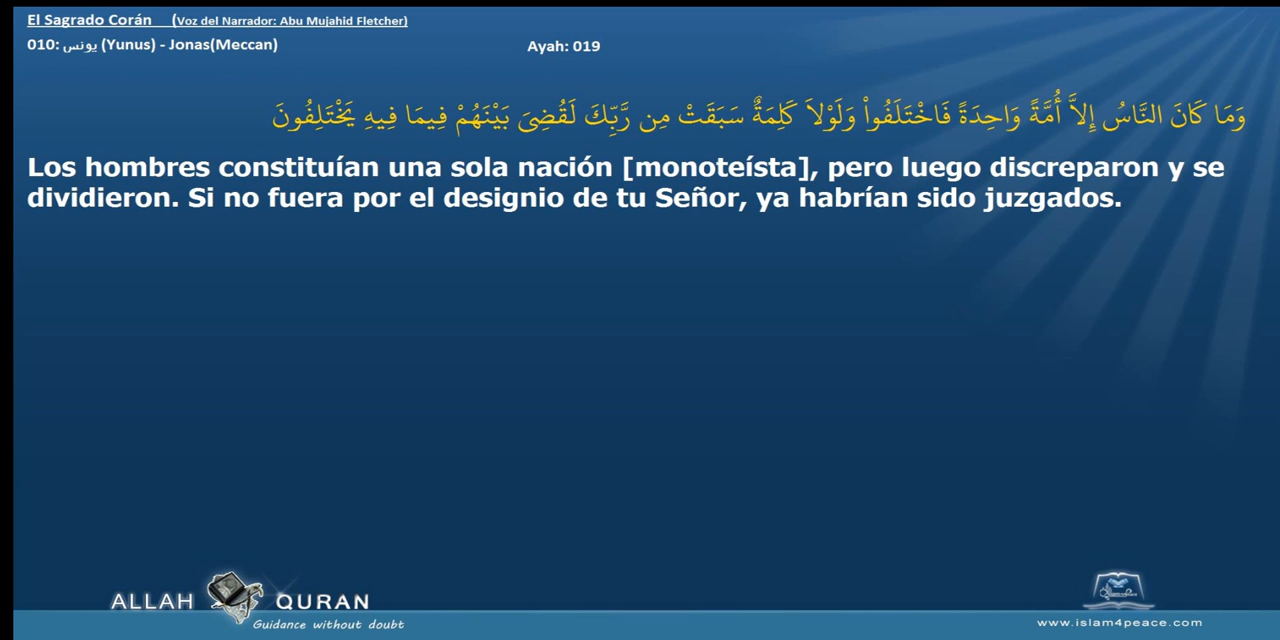 El Sagrado Corán (Voz del Narrador: Abu Mujahid Fletcher)
010: يونس (Yunus) - Jonas(Meccan) Ayah: 019
وَمَا كَانَ النَّاسُ إِلاَّ أُمَّةً وَاحِدَةً فَاخْتَلَفُواْ وَلَوْلاَ كَلِمَةٌ سَبَقَتْ مِن رَّبِّكَ لَقُضِىَ بَيْنَهُمْ فِيمَا فِيهِ يَخْتَلِفُونَ
Los hombres constituían una sola nación [monoteísta], pero luego discreparon y se
dividieron. Si no fuera por el designio de tu Señor, ya habrían sido juzgados.
ALLAH QURAN
Guidance without doubt
www.islam4peace.com